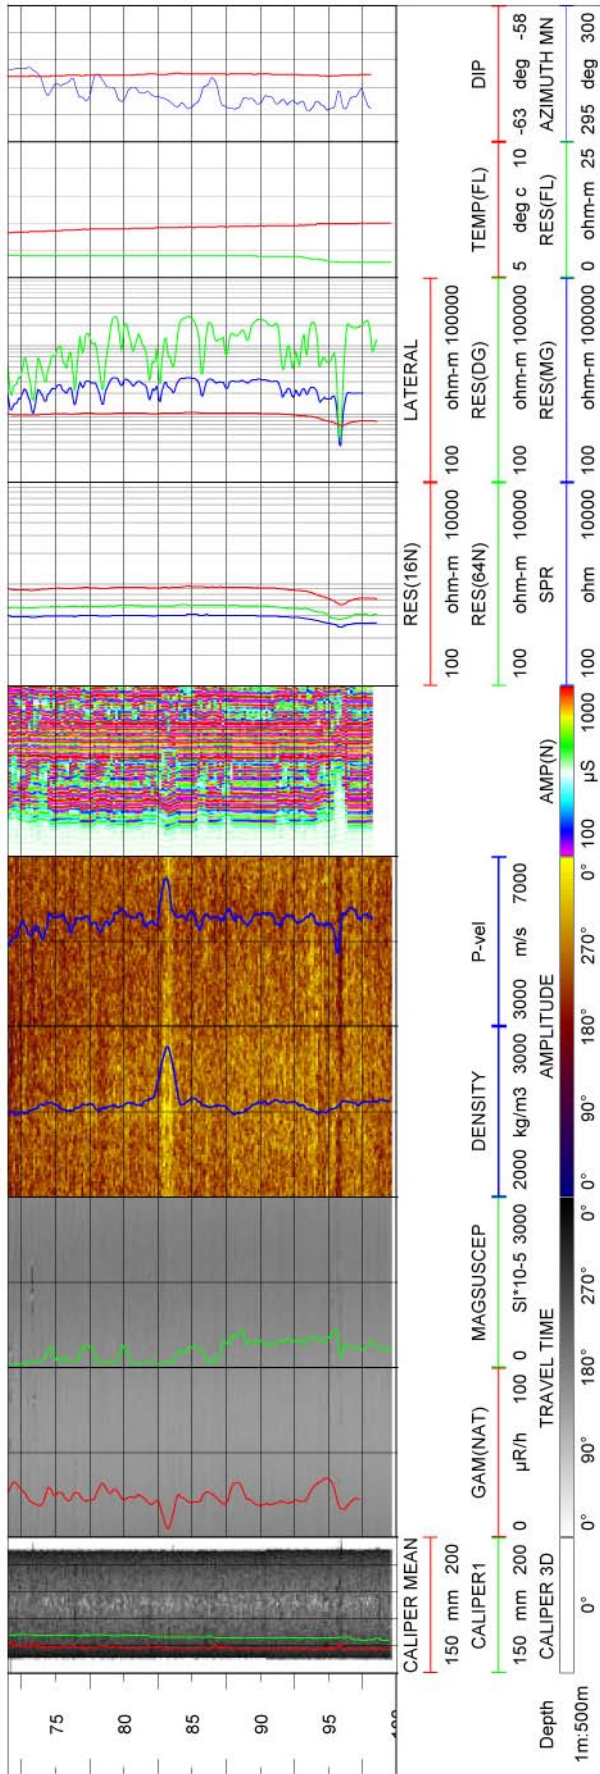 75
80
85
90
95
CALIPER MEAN RES(16N) LATERAL
150 mm 200 100 ohm-m 10000 100 ohm-m 100000
CALIPER1 GAM(NAT) MAGSUSCEP DENSITY P-vel RES(64N) RES(DG) TEMP(FL) DIP
150 mm 200 0 µR/h 100 0 SI*10-5 3000 2000 kg/m3 3000 3000 m/s 7000 100 ohm-m 10000 100 ohm-m 100000 5 deg c 10 -63 deg -58
Depth CALIPER 3D TRAVEL TIME AMPLITUDE AMP(N) SPR RES(MG) RES(FL) AZIMUTH MN
1m:500m 0° 0° 90° 180° 270° 0° 0° 90° 180° 270° 0° 100 µS 1000 100 ohm 10000 100 ohm-m 100000 0 ohm-m 25 295 deg 300